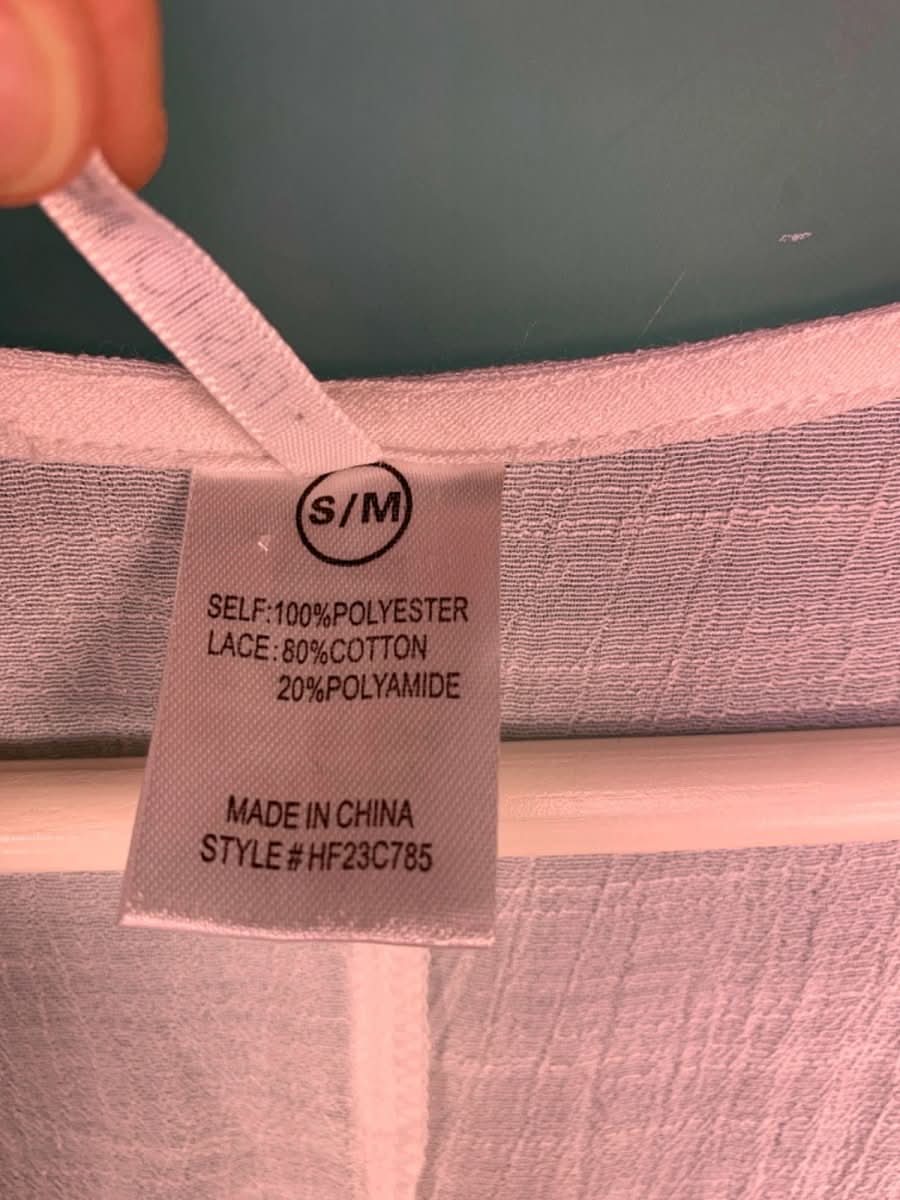 S/M
SELF:100%POLYESTER
LACE:80%COTTON
20%POLYAMIDE
MADE IN CHINA
STYLE#HF23C785